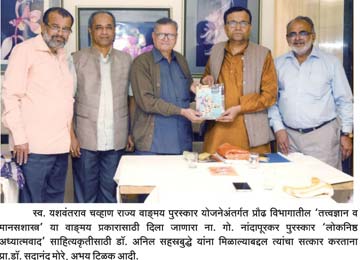 स्व. यशवंतराव चव्हाण राज्य वाङ्मय पुरस्कार योजनेअंतर्गत प्रौढ विभागातील 'तत्त्वज्ञान व
मानसशास्त्र' या वाङ्मय प्रकारासाठी दिला जाणारा ना. गो. नांदापूरकर पुरस्कार 'लोकनिष्ठ
अध्यात्मवाद' साहित्यकृतीसाठी डॉ. अनिल सहस्रबुद्धे यांना मिळाल्याबद्दल त्यांचा सत्कार करताना
प्रा.डॉ. सदानंद मोरे, अभय टिळक आदी.